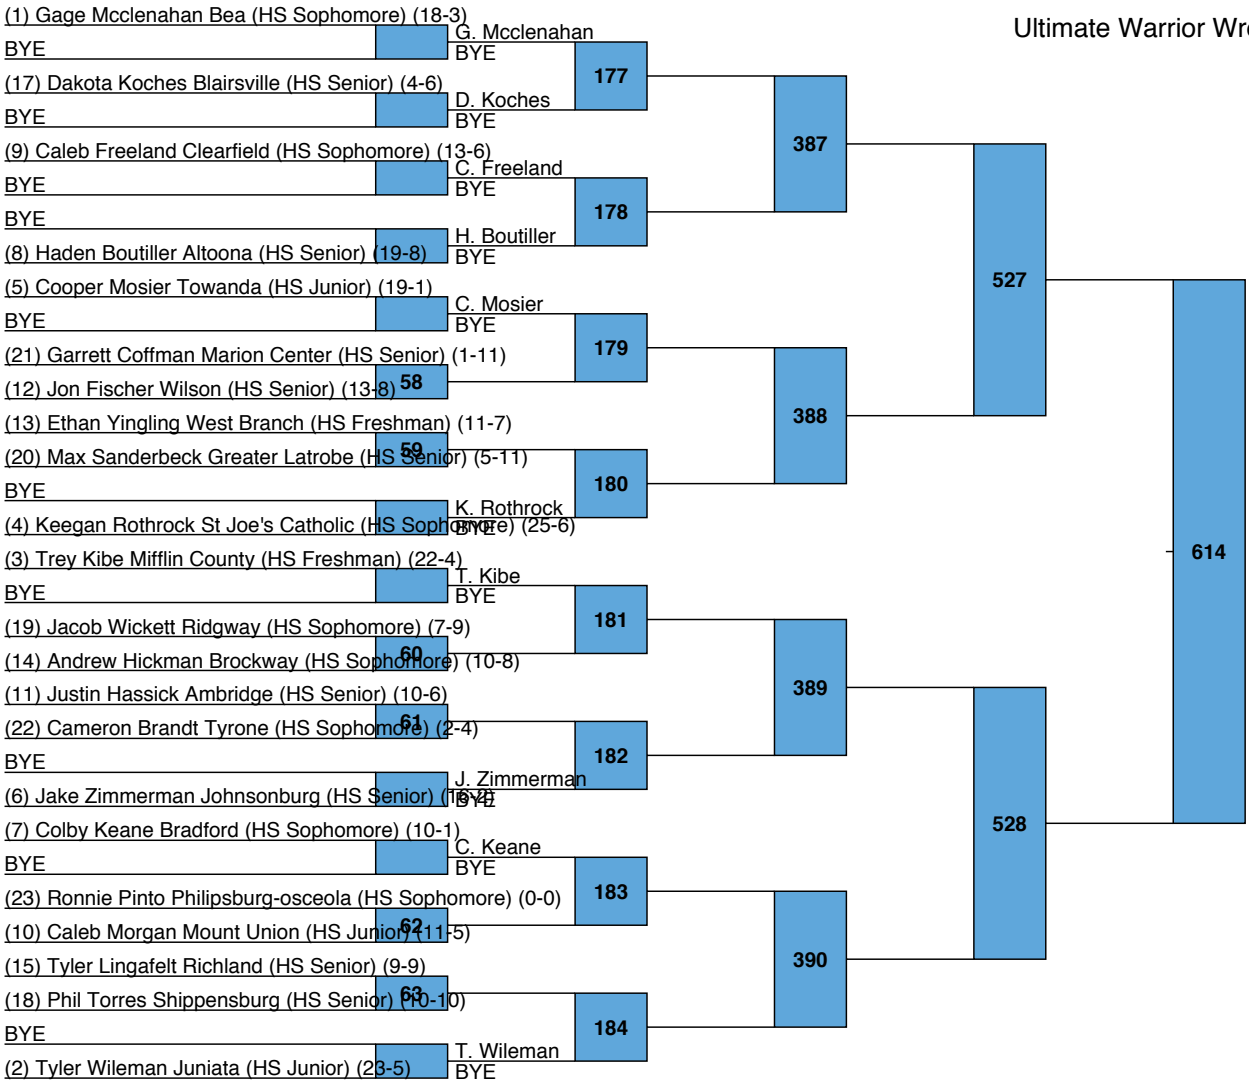 Ultimate Warrior Wre
(1) Gage Mcclenahan Bea (HS Sophomore) (18-3)
BYE
G. Mcclenahan
BYE
(17) Dakota Koches Blairsville (HS Senior) (4-6)
BYE
D. Koches
BYE
177
(9) Caleb Freeland Clearfield (HS Sophomore) (13-6)
BYE
C. Freeland
BYE
BYE
(8) Haden Boutiller Altoona (HS Senior) (19-8)
H. Boutiller
BYE
178
387
(5) Cooper Mosier Towanda (HS Junior) (19-1)
BYE
C. Mosier
BYE
(21) Garrett Coffman Marion Center (HS Senior) (1-11)
(12) Jon Fischer Wilson (HS Senior) (13-8)
58
179
(13) Ethan Yingling West Branch (HS Freshman) (11-7)
(20) Max Sanderbeck Greater Latrobe (HS Senior) (5-11)
59
BYE
(4) Keegan Rothrock St Joe's Catholic (HS Sophomore) (25-6)
K. Rothrock
BYE
180
388
527
(3) Trey Kibe Mifflin County (HS Freshman) (22-4)
BYE
T. Kibe
BYE
(19) Jacob Wickett Ridgway (HS Sophomore) (7-9)
(14) Andrew Hickman Brockway (HS Sophomore) (10-8)
60
181
(11) Justin Hassick Ambridge (HS Senior) (10-6)
(22) Cameron Brandt Tyrone (HS Sophomore) (2-4)
61
BYE
(6) Jake Zimmerman Johnsonburg (HS Senior)
J. Zimmerman
BYE
182
389
(7) Colby Keane Bradford (HS Sophomore) (10-1)
BYE
C. Keane
BYE
(23) Ronnie Pinto Philipsburg-osceola (HS Sophomore) (0-0)
(10) Caleb Morgan Mount Union (HS Junior) (11-5)
62
183
(15) Tyler Lingafelt Richland (HS Senior) (9-9)
(18) Phil Torres Shippensburg (HS Senior) (10-10)
63
BYE
(2) Tyler Wileman Juniata (HS Junior) (23-5)
T. Wileman
BYE
184
390
528
614